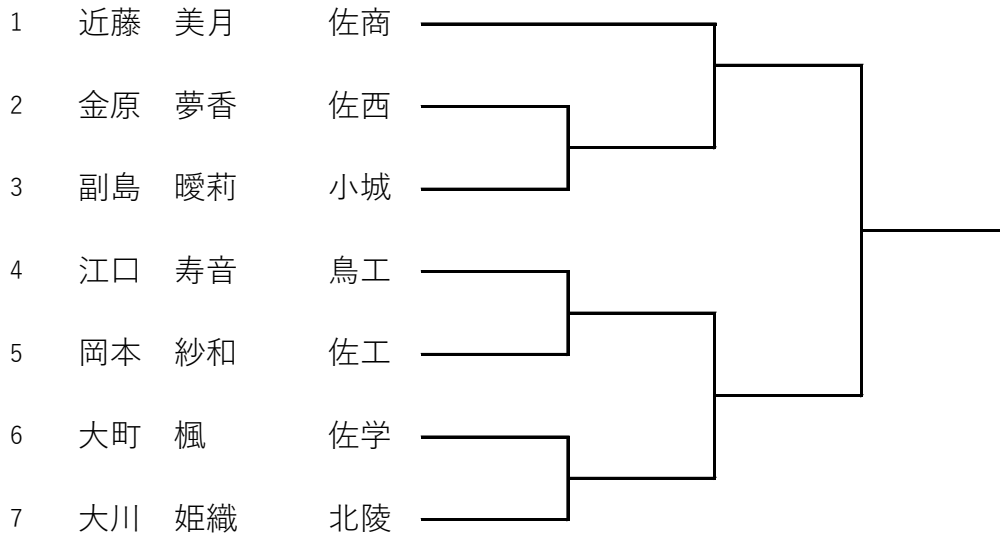 1 近藤　美月 佐商
2 金原　夢香 佐西
3 副島　曖莉 小城
4 江口　寿音 鳥工
5 岡本　紗和 佐工
6 大町　楓 佐学
7 大川　姫織 北陵